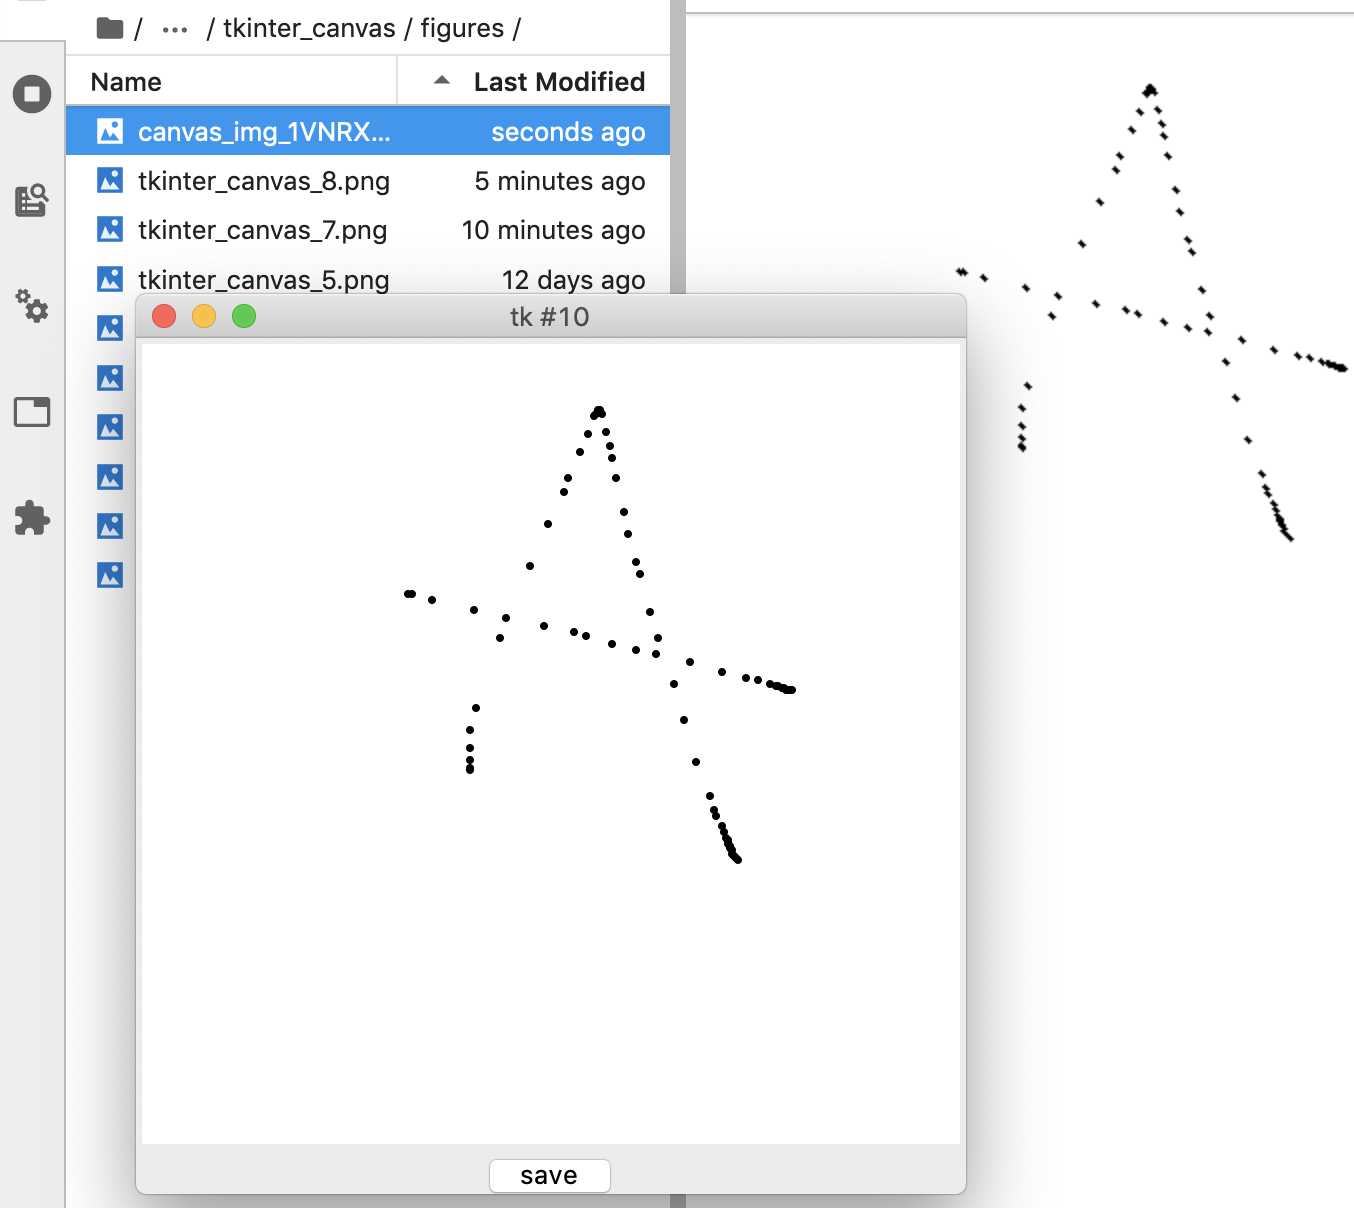 / ... / tkinter_canvas / figures /
Name Last Modified
canvas_img_1VNRX... seconds ago
tkinter_canvas_8.png 5 minutes ago
tkinter_canvas_7.png 10 minutes ago
tkinter_canvas_5.png 12 days ago
tk #10
A
save